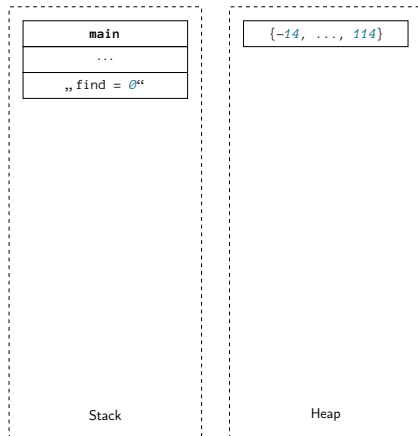 main
...
„find = 0“
Stack
{-14, ..., 114}
Heap